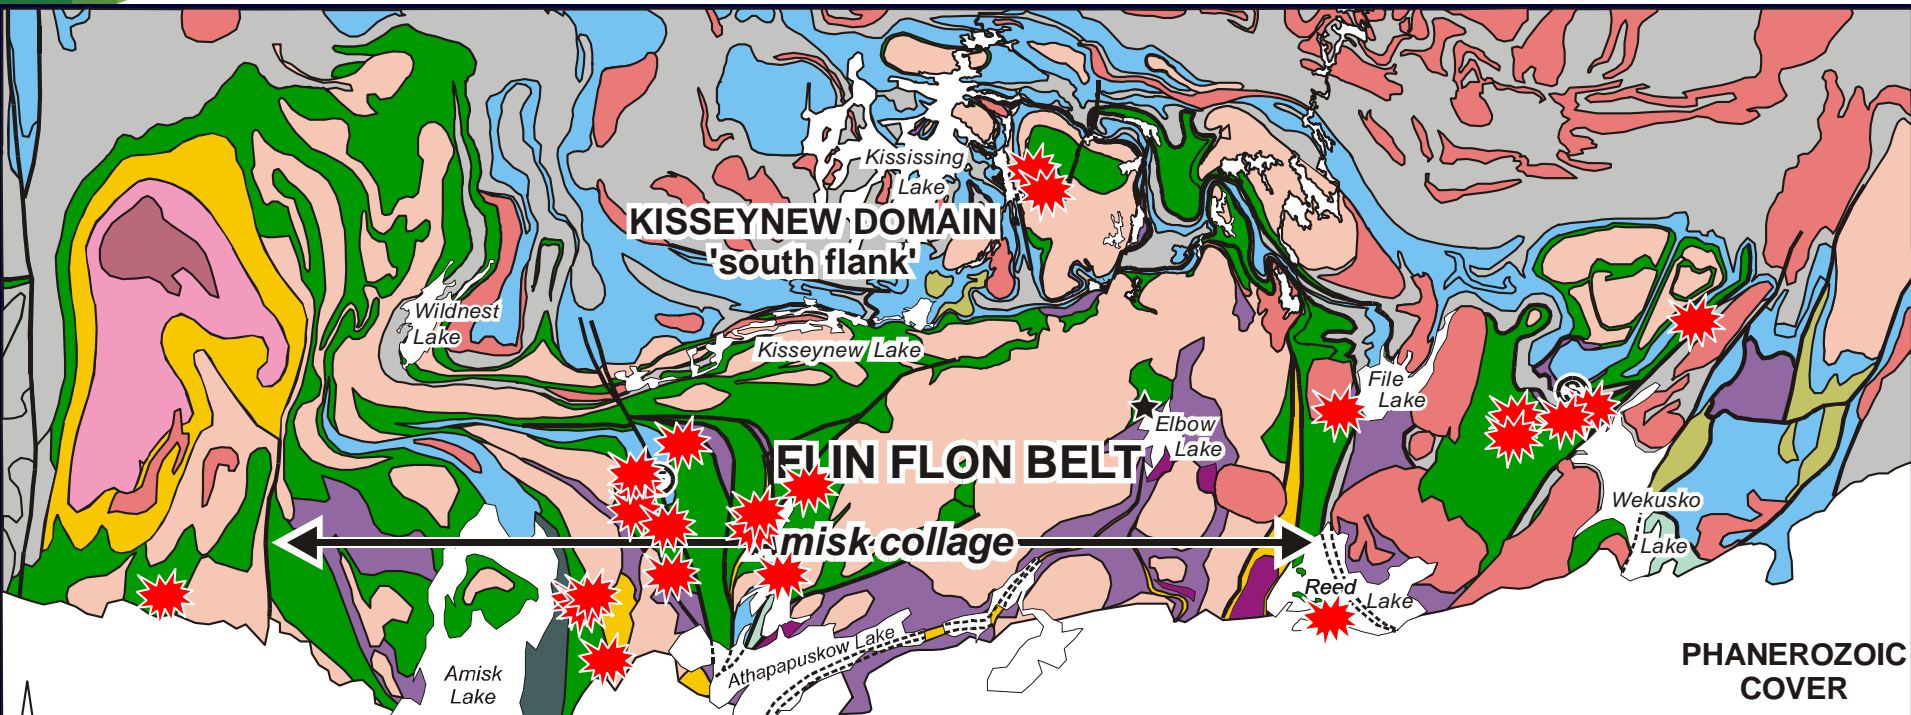 Kississing
Lake
KISSEYNEW DOMAIN
'south flank'
Wildnest
Lake
Kisseynew Lake
File
Lake
Elbow
Lake
FLIN FLON BELT
S
Wekusko
Lake
Amisk collage
Reed
Lake
Athapapuskow Lake
Amisk
Lake
PHANEROZOIC
COVER